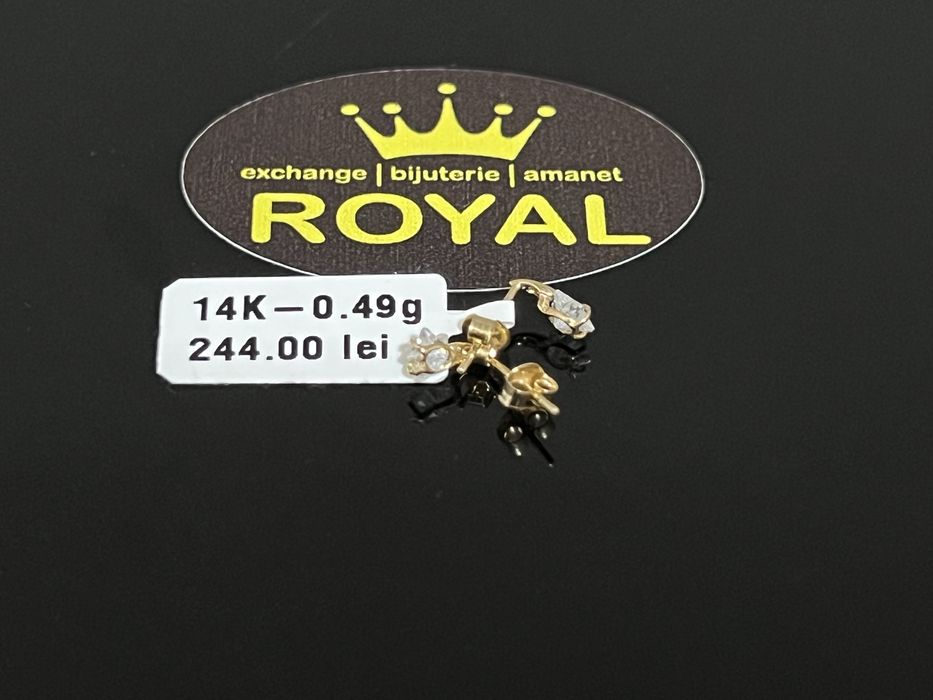 exchange | bijuterie | amanet
ROYAL
14K—0.49g
244.00 lei